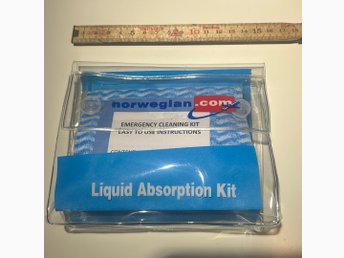 norwegian.com
EMERGENCY CLEANING KIT
EASY TO USE INSTRUCTIONS
Liquid Absorption Kit